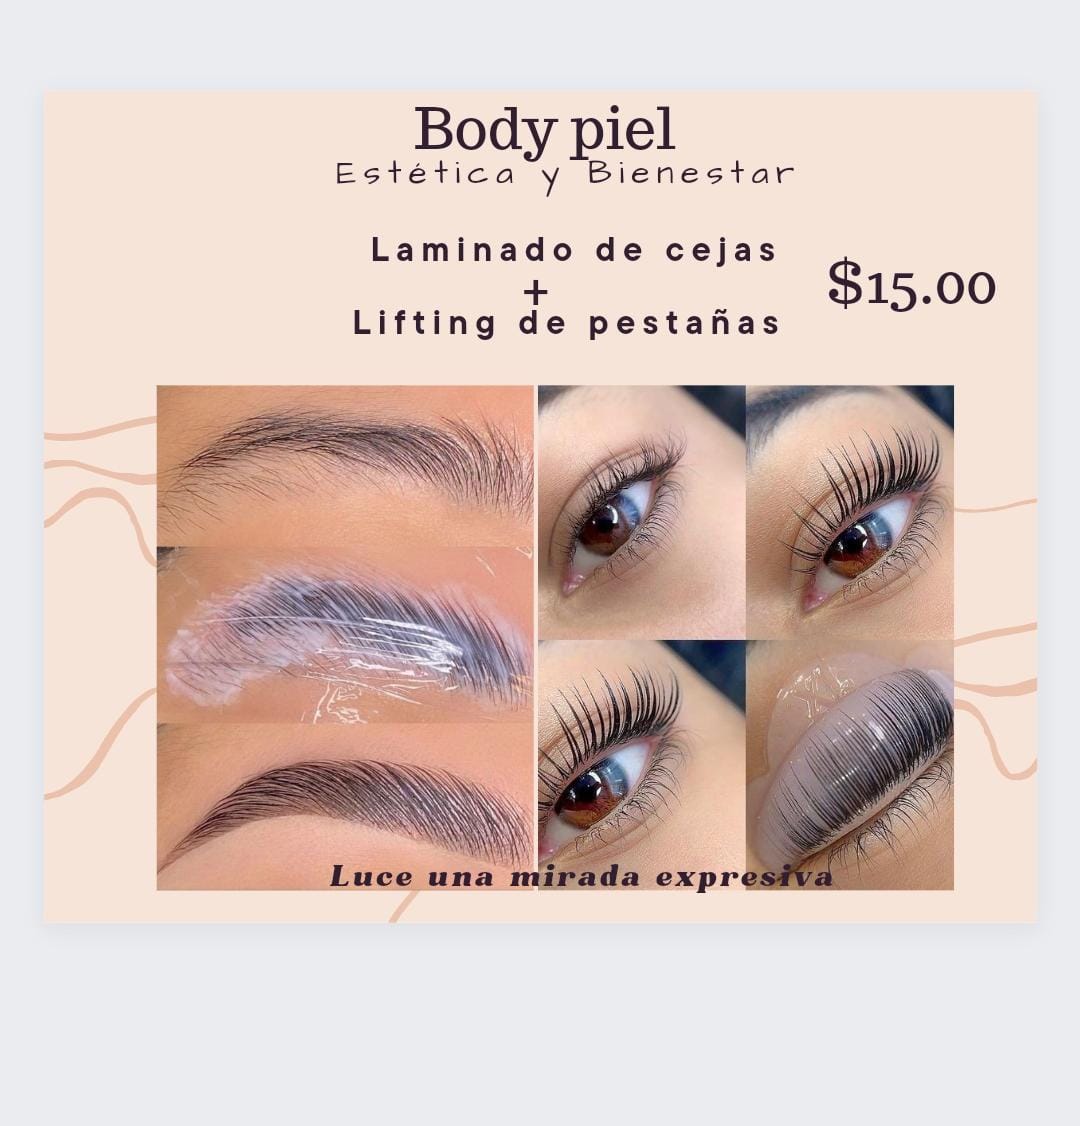 Body piel
Estética y Bienestar
Laminado de cejas
+
Lifting de pestañas
$15.00
Luce una mirada expresiva